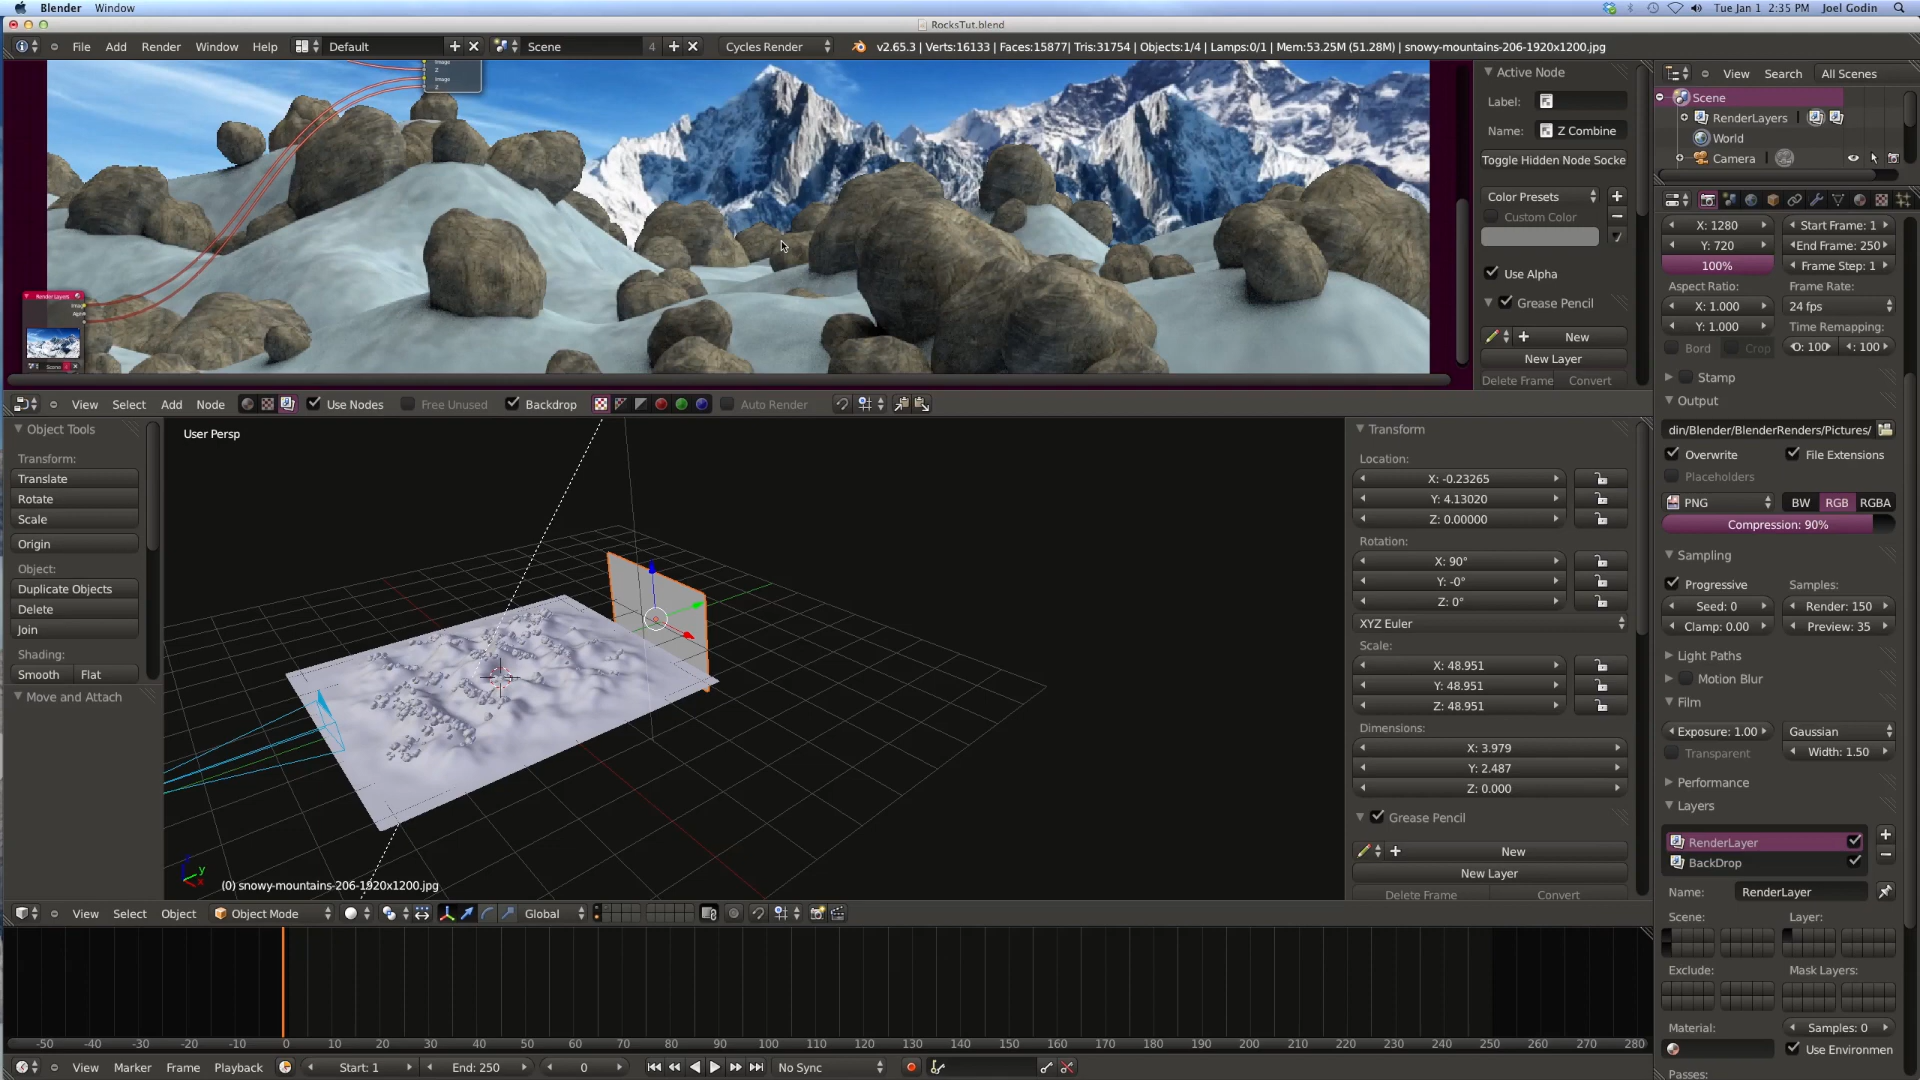 Blender Window
Tue Jan 1 2:35 PM Joel Godin
RocksTut.blend
File Add Render Window Help
Default
Scene 4
Cycles Render
v2.65.3 | Verts:16133 | Faces:15877| Tris:31754 | Objects:1/4 | Lamps:0/1 | Mem:53.25M (51.28M) | snowy-mountains-206-1920x1200.jpg
Image
Z
Image
Z
Render Layers
Image
Alpha
Scene
Active Node
Label:
Name: Z Combine
Toggle Hidden Node Socke
Color Presets
Custom Color
Use Alpha
Grease Pencil
New
New Layer
Delete Frame Convert
View Search All Scenes
Scene
RenderLayers
World
Camera
X: 1280
Y: 720
100%
Start Frame: 1
End Frame: 250
Frame Step: 1
Aspect Ratio:
X: 1.000
Y: 1.000
Bord Crop
Frame Rate:
24 fps
Time Remapping:
O: 100 : 100
Stamp
Output
din/Blender/BlenderRenders/Pictures/
Overwrite File Extensions
Placeholders
PNG BW RGB RGBA
Compression: 90%
Sampling
Progressive Samples:
Seed: 0 Render: 150
Clamp: 0.00 Preview: 35
Light Paths
Motion Blur
Film
Exposure: 1.00 Gaussian
Transparent Width: 1.50
Performance
Layers
RenderLayer
BackDrop
Name: RenderLayer
Scene: Layer:
Exclude: Mask Layers:
Material: Samples: 0
Use Environmen
Passes:
View Select Add Node
Use Nodes Free Unused Backdrop Auto Render
Object Tools
Transform:
Translate
Rotate
Scale
Origin
Object:
Duplicate Objects
Delete
Join
Shading:
Smooth Flat
Move and Attach
User Persp
(0) snowy-mountains-206-1920x1200.jpg
Transform
Location:
X: -0.23265
Y: 4.13020
Z: 0.00000
Rotation:
X: 90°
Y: -0°
Z: 0°
XYZ Euler
Scale:
X: 48.951
Y: 48.951
Z: 48.951
Dimensions:
X: 3.979
Y: 2.487
Z: 0.000
Grease Pencil
New
New Layer
Delete Frame Convert
View Select Object
Object Mode
Global
-50 -40 -30 -20 -10 0 10 20 30 40 50 60 70 80 90 100 110 120 130 140 150 160 170 180 190 200 210 220 230 240 250 260 270 280
View Marker Frame Playback
Start: 1 End: 250 0
No Sync